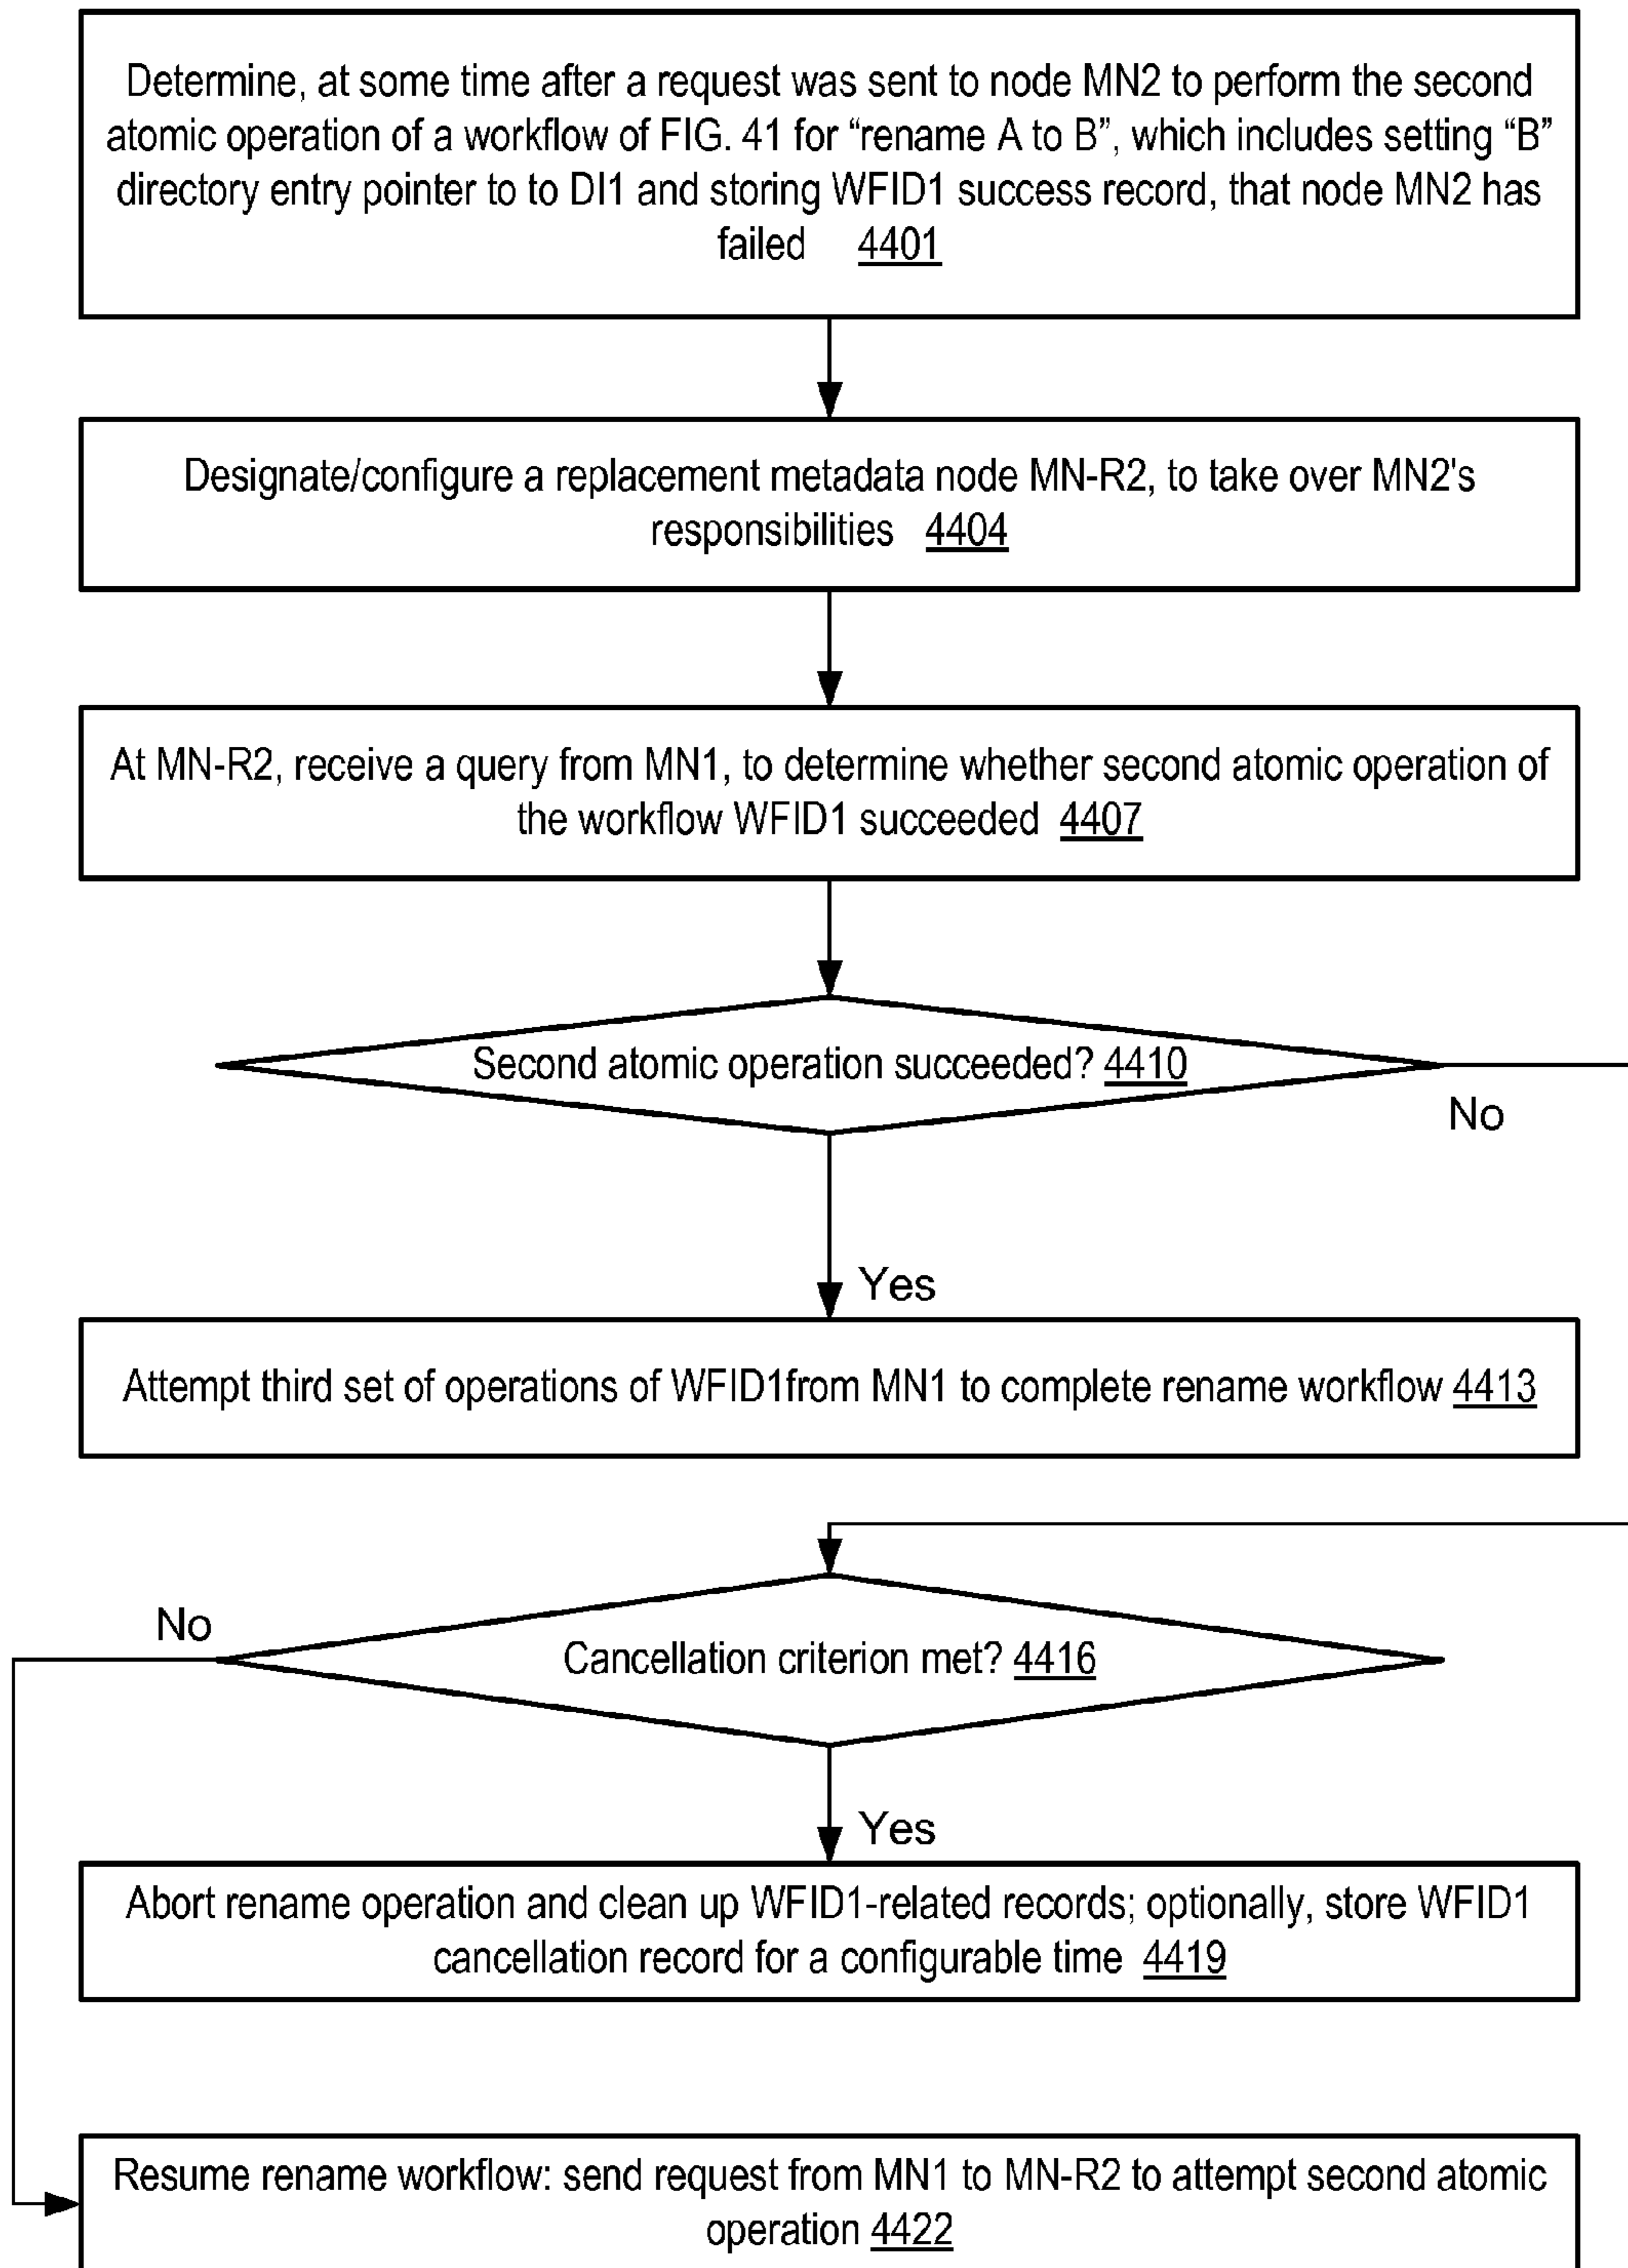 Determine, at some time after a request was sent to node MN2 to perform the second
atomic operation of a workflow of FIG. 41 for “rename A to B”, which includes setting “B”
directory entry pointer to to DI1 and storing WFID1 success record, that node MN2 has
failed 4401
Designate/configure a replacement metadata node MN-R2, to take over MN2's
responsibilities 4404
At MN-R2, receive a query from MN1, to determine whether second atomic operation of
the workflow WFID1 succeeded 4407
Second atomic operation succeeded? 4410
No
Yes
Attempt third set of operations of WFID1from MN1 to complete rename workflow 4413
No
Cancellation criterion met? 4416
Yes
Abort rename operation and clean up WFID1-related records; optionally, store WFID1
cancellation record for a configurable time 4419
Resume rename workflow: send request from MN1 to MN-R2 to attempt second atomic
operation 4422